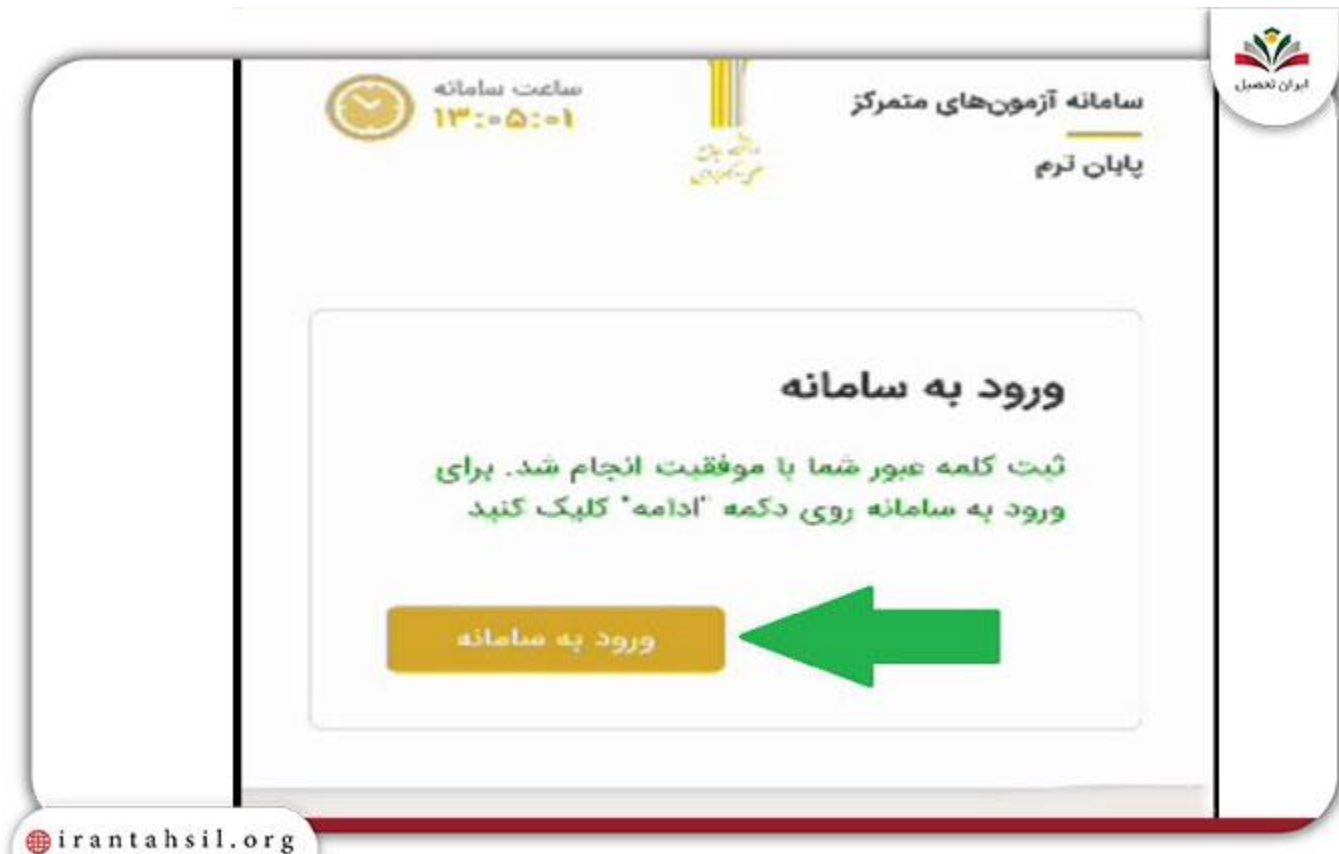 ایران تحصیل
سامانه آزمون‌های متمرکز
پایان ترم
ساعت سامانه
۱۳:۰۵:۰۱
ورود به سامانه
ثبت کلمه عبور شما با موفقیت انجام شد. برای
ورود به سامانه روی دکمه "ادامه" کلیک کنید
ورود به سامانه
irantahsil.org